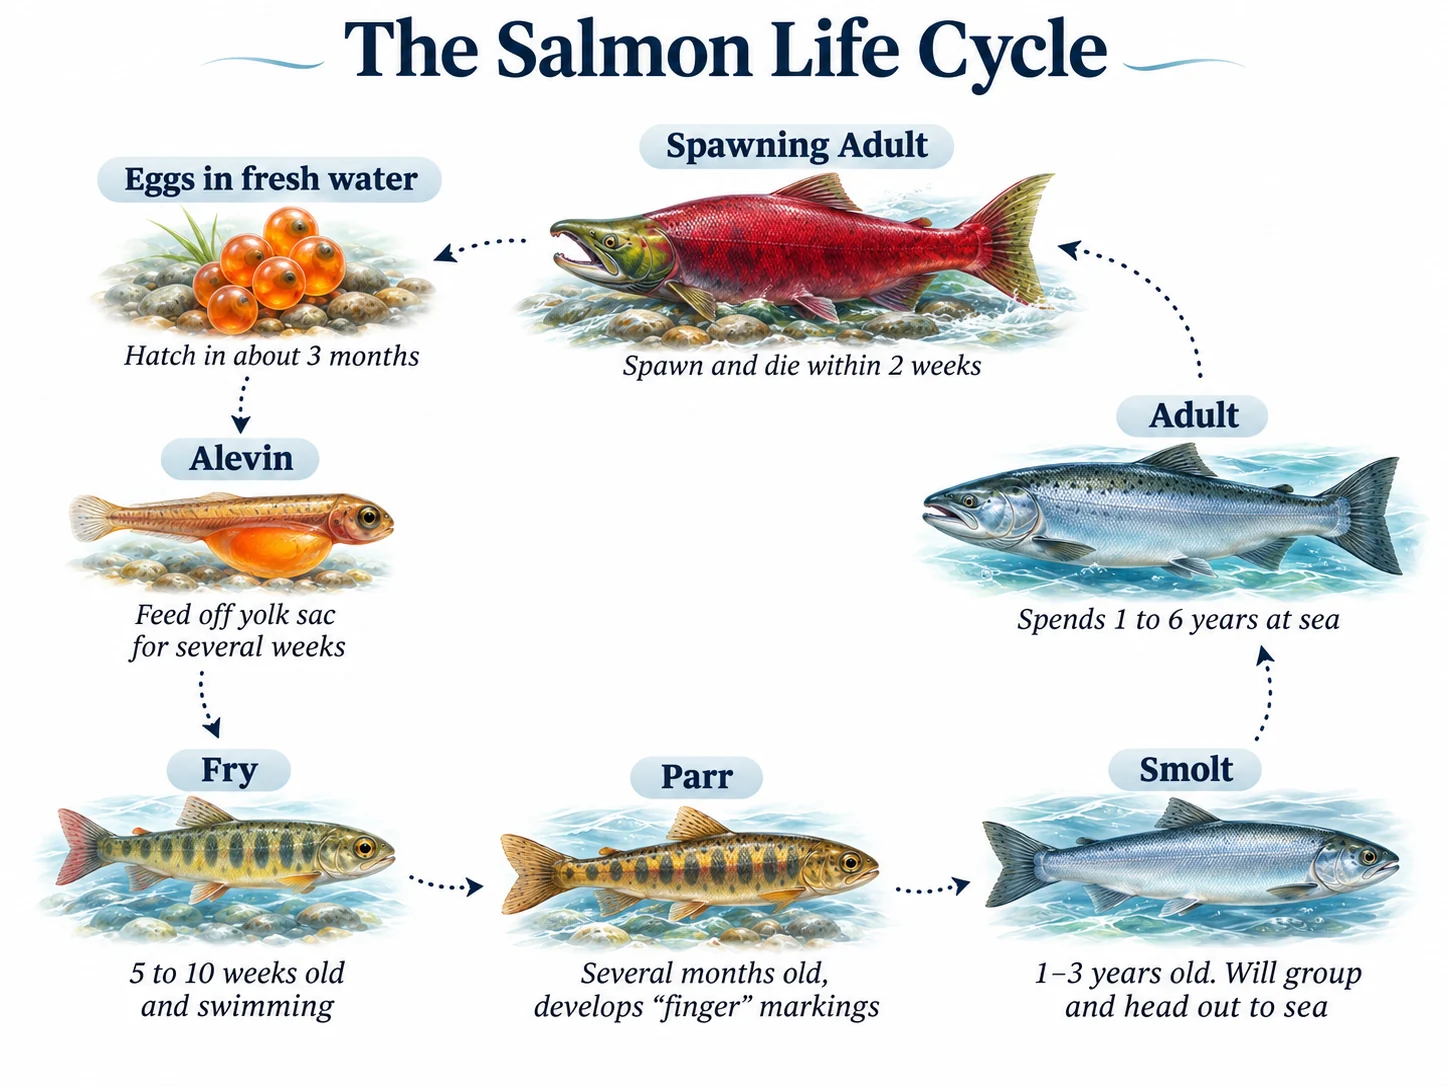 The Salmon Life Cycle
Spawning Adult
Eggs in fresh water
Hatch in about 3 months
Spawn and die within 2 weeks
Adult
Alevin
Feed off yolk sac
for several weeks
Spends 1 to 6 years at sea
Fry
Parr
Smolt
5 to 10 weeks old
and swimming
Several months old,
develops “finger” markings
1–3 years old. Will group
and head out to sea